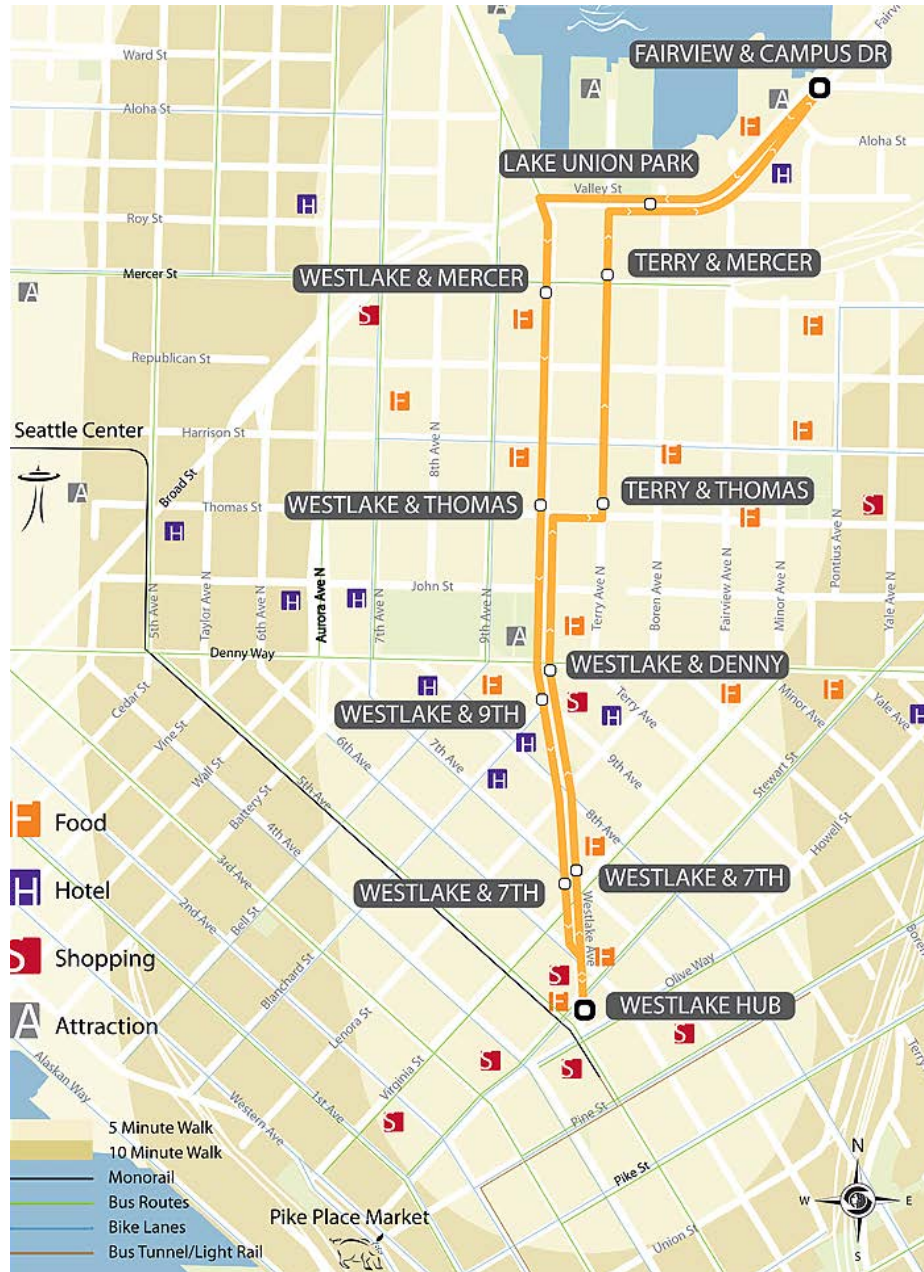 FAIRVIEW & CAMPUS DR
Fairv
Ward St
Aloha St
Aloha St
LAKE UNION PARK
Valley St
Roy St
Mercer St
WESTLAKE & MERCER
TERRY & MERCER
Republican St
Seattle Center
Harrison St
8th Ave N
Broad St
WESTLAKE & THOMAS
TERRY & THOMAS
Thomas St
Pontius Ave N
John St
5th Ave N
Taylor Ave N
6th Ave N
Aurora Ave N
7th Ave N
9th Ave N
Terry Ave N
Boren Ave N
Fairview Ave N
Minor Ave N
Yale Ave N
Denny Way
WESTLAKE & DENNY
Cedar St
WESTLAKE & 9TH
Terry Ave
Minor Ave
Yale Ave
Vine St
6th Ave
7th Ave
9th Ave
Stewart St
Wall St
5th Ave
Battery St
4th Ave
8th Ave
Howell St
F Food
3rd Ave
H Hotel
2nd Ave
Bell St
WESTLAKE & 7TH
WESTLAKE & 7TH
Westlake Ave
Boren
S Shopping
Blanchard St
Olive Way
A Attraction
Lenora St
WESTLAKE HUB
Virginia St
Alaskan Way
Western Ave
1st Ave
Terry
Pine St
5 Minute Walk
10 Minute Walk
Monorail
Bus Routes
Bike Lanes
Bus Tunnel/Light Rail
Pike St
Pike Place Market
Union St
N
W
E
S